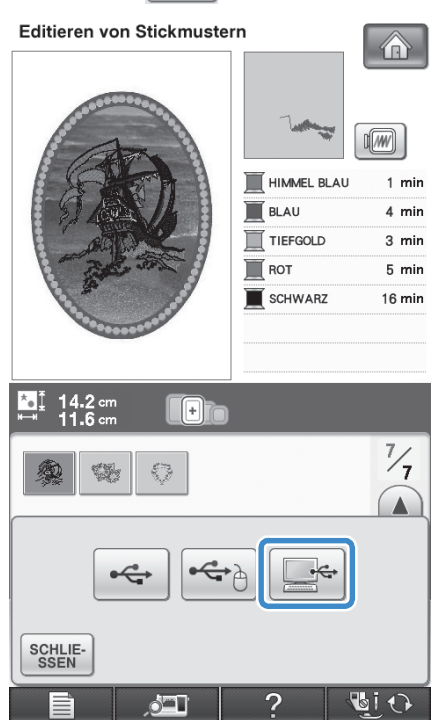 Editieren von Stickmustern
HIMMEL BLAU 1 min
BLAU 4 min
TIEFGOLD 3 min
ROT 5 min
SCHWARZ 16 min
14.2 cm
11.6 cm
7/7
SCHLIE-
SSEN
?